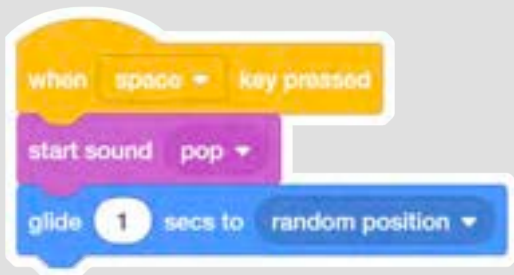 when space key pressed
start sound pop
glide 1 secs to random position